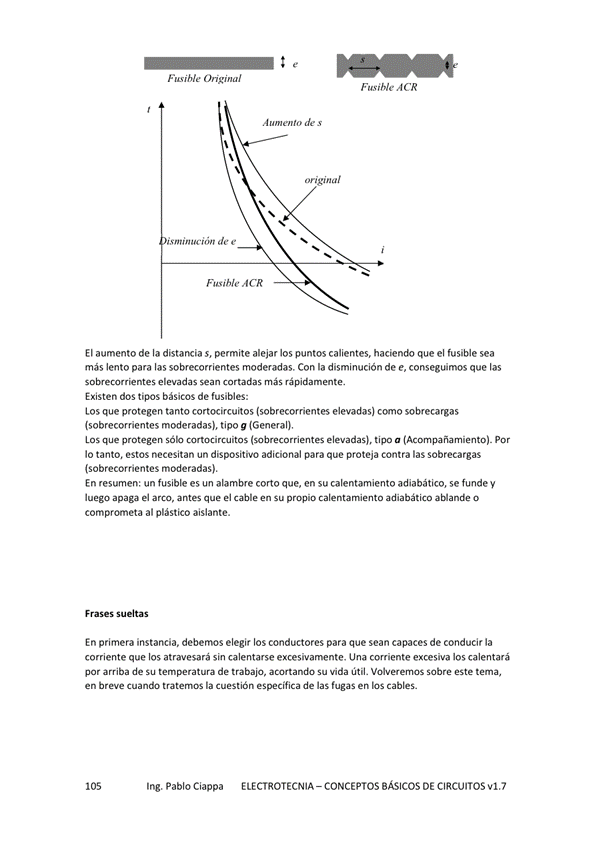 e
s
e
Fusible Original
Fusible ACR
t
Aumento de s
original
Disminución de e
i
Fusible ACR
El aumento de la distancia s, permite alejar los puntos calientes, haciendo que el fusible sea
más lento para las sobrecorrientes moderadas. Con la disminución de e, conseguimos que las
sobrecorrientes elevadas sean cortadas más rápidamente.
Existen dos tipos básicos de fusibles:
Los que protegen tanto cortocircuitos (sobrecorrientes elevadas) como sobrecargas
(sobrecorrientes moderadas), tipo g (General).
Los que protegen sólo cortocircuitos (sobrecorrientes elevadas), tipo a (Acompañamiento). Por
lo tanto, estos necesitan un dispositivo adicional para que proteja contra las sobrecargas
(sobrecorrientes moderadas).
En resumen: un fusible es un alambre corto que, en su calentamiento adiabático, se funde y
luego apaga el arco, antes que el cable en su propio calentamiento adiabático ablande o
comprometa al plástico aislante.
Frases sueltas
En primera instancia, debemos elegir los conductores para que sean capaces de conducir la
corriente que los atravesará sin calentarse excesivamente. Una corriente excesiva los calentará
por arriba de su temperatura de trabajo, acortando su vida útil. Volveremos sobre este tema,
en breve cuando tratemos la cuestión específica de las fugas en los cables.
105 Ing. Pablo Ciappa ELECTROTECNIA – CONCEPTOS BÁSICOS DE CIRCUITOS v1.7